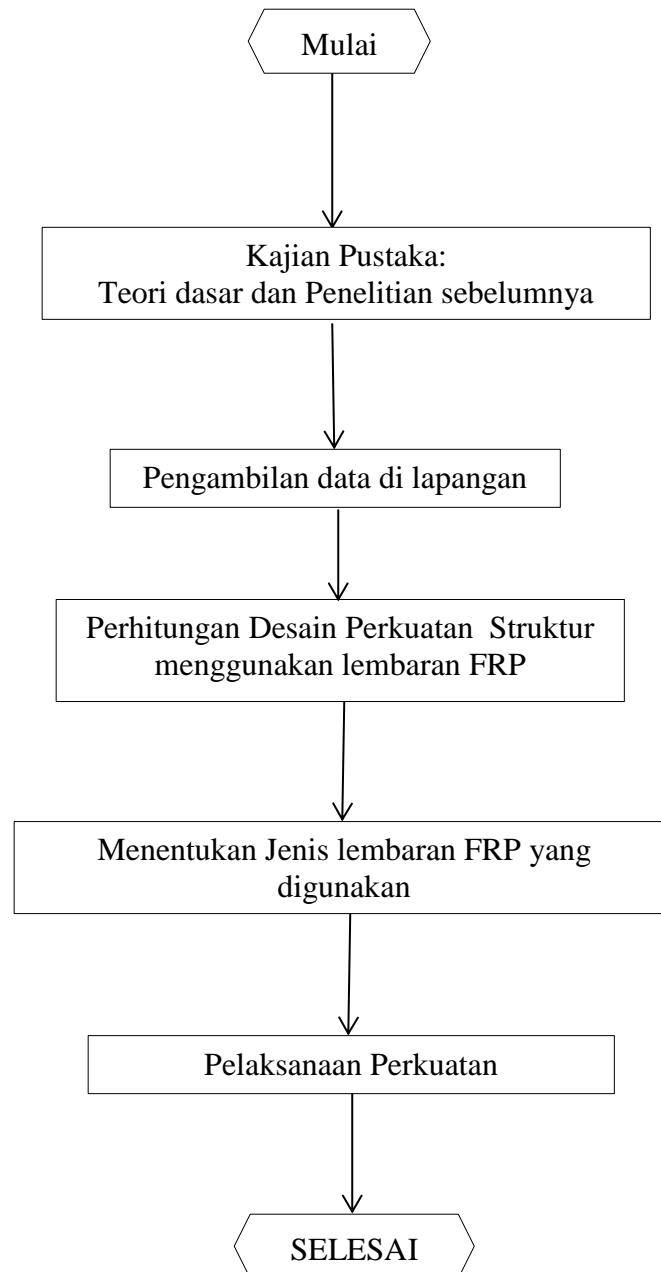 Mulai
Kajian Pustaka:
Teori dasar dan Penelitian sebelumnya
Pengambilan data di lapangan
Perhitungan Desain Perkuatan Struktur
menggunakan lembaran FRP
Menentukan Jenis lembaran FRP yang
digunakan
Pelaksanaan Perkuatan
SELESAI